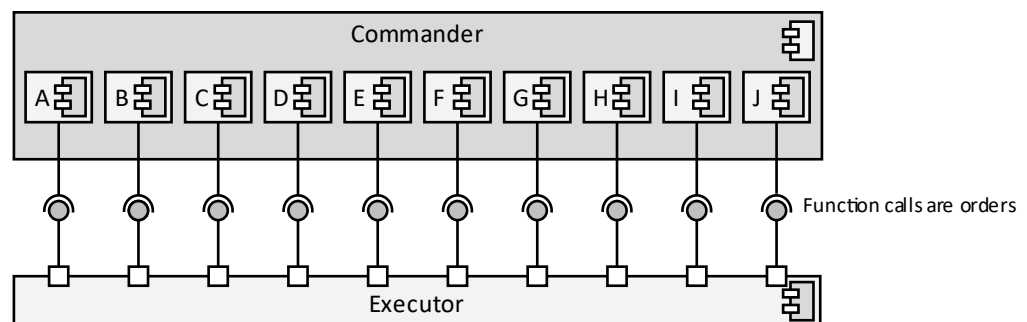 Commander
A B C D E F G H I J
Function calls are orders
Executor